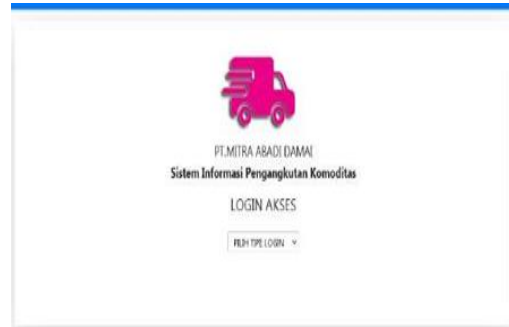 PT.MITRA ABADI DAMAI
Sistem Informasi Pengangkutan Komoditas
LOGIN AKSES
PILIH TIPE LOGIN